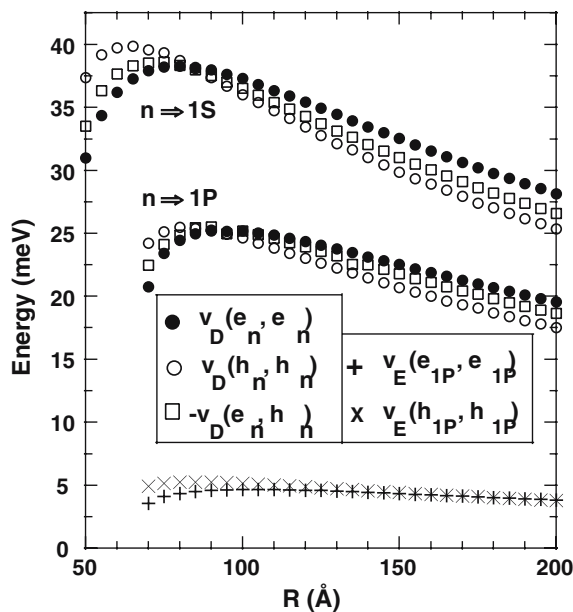 40
35
30
25
20
15
10
5
0
Energy (meV)
n ⇒ 1S
n ⇒ 1P
● v_D(e_n, e_n)
○ v_D(h_n, h_n)
□ -v_D(e_n, h_n)
+ v_E(e_1P, e_1P)
x v_E(h_1P, h_1P)
50 100 150 200
R (Å)